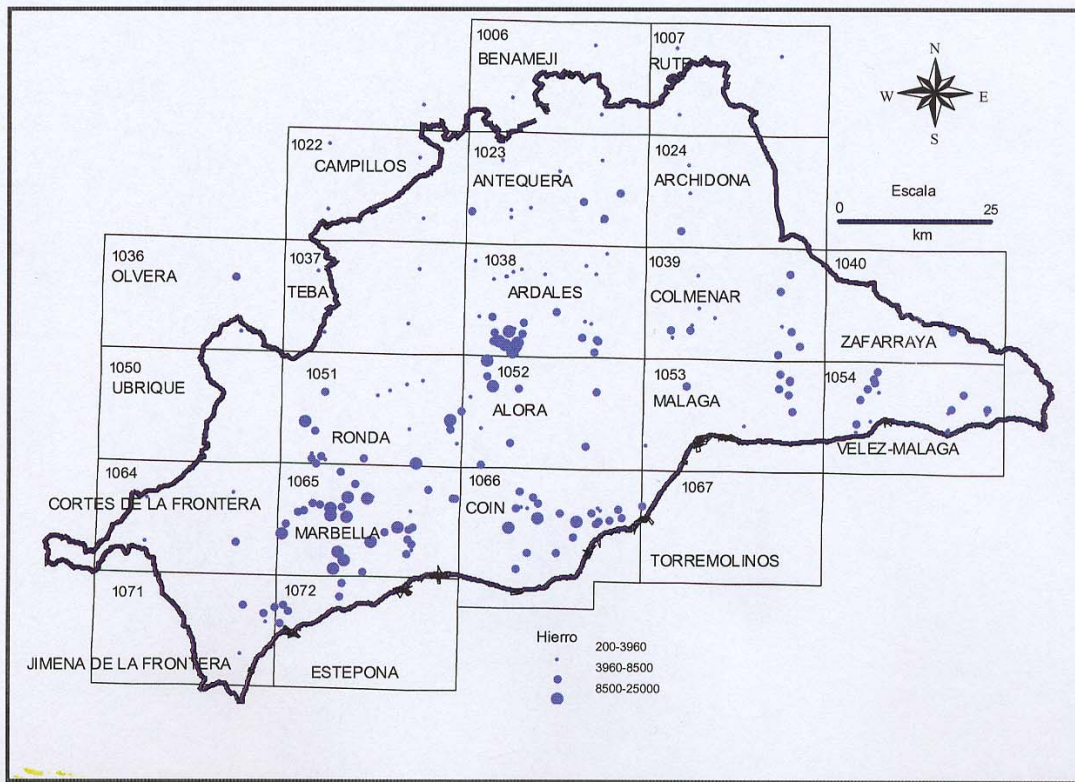 1006
BENAMEJI
1007
RUTE
N
W
E
S
1022
CAMPILLOS
1023
ANTEQUERA
1024
ARCHIDONA
Escala
0
25
km
1036
OLVERA
1037
TEBA
1038
ARDALES
1039
COLMENAR
1040
ZAFARRAYA
1050
UBRIQUE
1051
RONDA
1052
ALORA
1053
MALAGA
1054
VELEZ-MALAGA
1064
CORTES DE LA FRONTERA
1065
MARBELLA
1066
COIN
1067
TORREMOLINOS
1071
JIMENA DE LA FRONTERA
1072
ESTEPONA
Hierro
200-3960
3960-8500
8500-25000